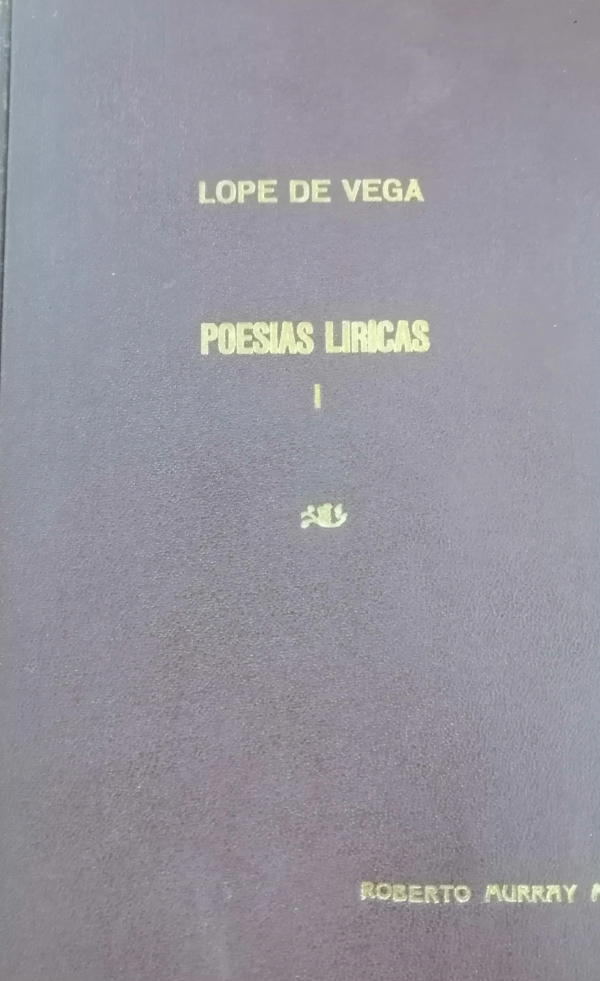 LOPE DE VEGA
POESIAS LIRICAS
I
ROBERTO MURRAY M